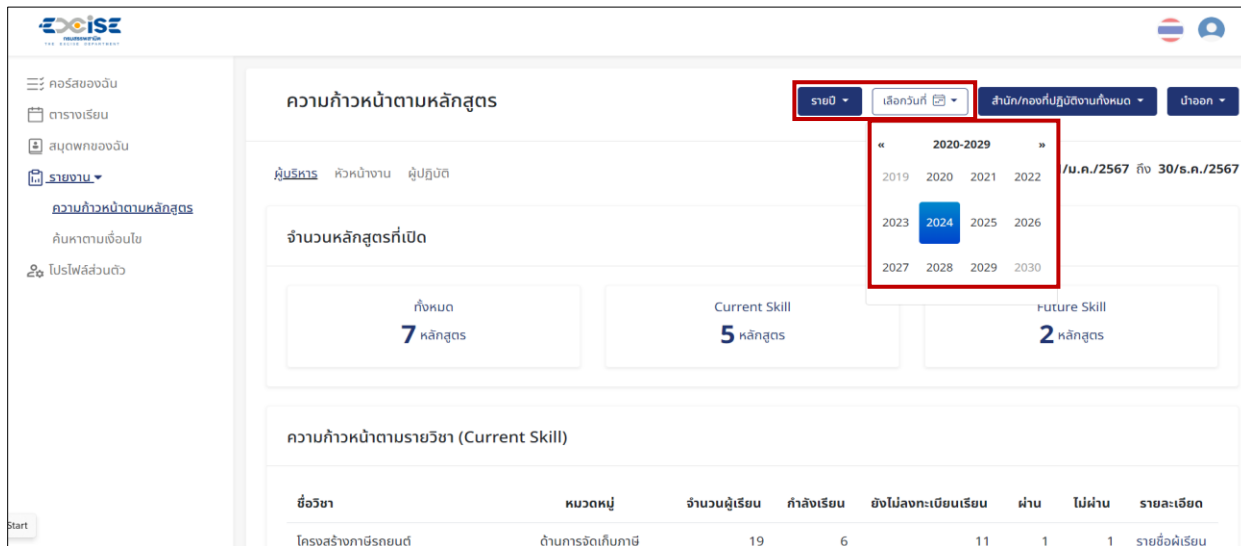 EXCISE
กรมสรรพสามิต
THE EXCISE DEPARTMENT
คอร์สของฉัน
ตารางเรียน
สมุดพกของฉัน
รายงาน
ความก้าวหน้าตามหลักสูตร
ค้นหาตามเงื่อนไข
โปรไฟล์ส่วนตัว
ความก้าวหน้าตามหลักสูตร
รายปี
เลือกวันที่
สำนัก/กองที่ปฏิบัติงานทั้งหมด
นำออก
« 2020-2029 »
2019 2020 2021 2022
2023 2024 2025 2026
2027 2028 2029 2030
ผู้บริหาร หัวหน้างาน ผู้ปฏิบัติ
/ม.ค./2567 ถึง 30/ธ.ค./2567
จำนวนหลักสูตรที่เปิด
ทั้งหมด
7 หลักสูตร
Current Skill
5 หลักสูตร
Future Skill
2 หลักสูตร
ความก้าวหน้าตามรายวิชา (Current Skill)
ชื่อวิชา หมวดหมู่ จำนวนผู้เรียน กำลังเรียน ยังไม่ลงทะเบียนเรียน ผ่าน ไม่ผ่าน รายละเอียด
โครงสร้างภาษีรถยนต์ ด้านการจัดเก็บภาษี 19 6 11 1 1 รายชื่อผู้เรียน
Start